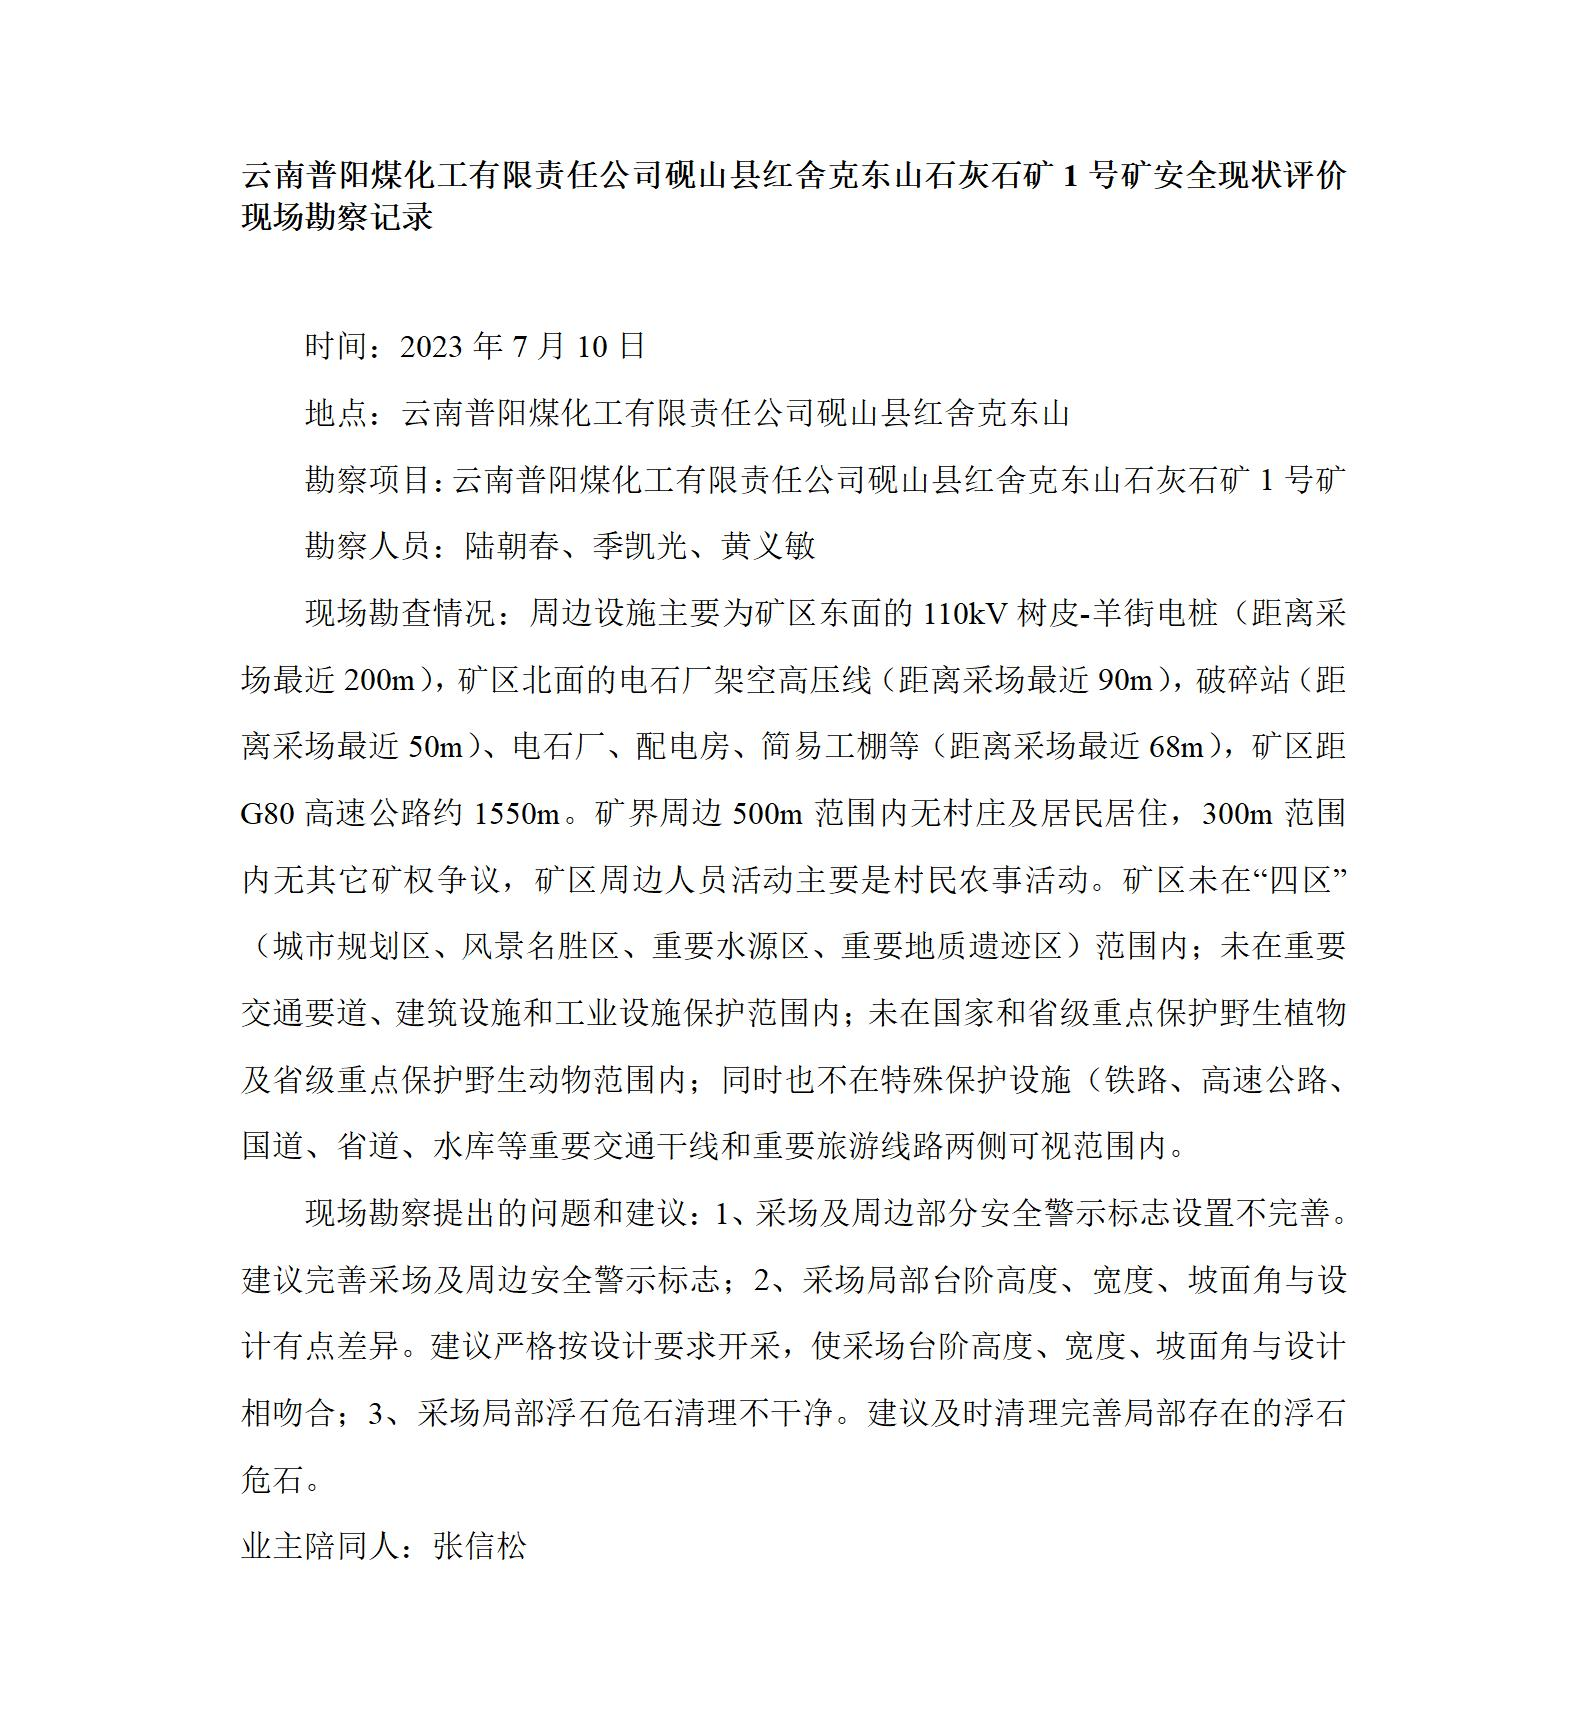 云南普阳煤化工有限责任公司砚山县红舍克东山石灰石矿 1 号矿安全现状评价
现场勘察记录
时间：2023 年 7 月 10 日
地点：云南普阳煤化工有限责任公司砚山县红舍克东山
勘察项目：云南普阳煤化工有限责任公司砚山县红舍克东山石灰石矿 1 号矿
勘察人员：陆朝春、季凯光、黄义敏
现场勘查情况：周边设施主要为矿区东面的 110kV 树皮-羊街电桩（距离采
场最近 200m），矿区北面的电石厂架空高压线（距离采场最近 90m），破碎站（距
离采场最近 50m）、电石厂、配电房、简易工棚等（距离采场最近 68m），矿区距
G80 高速公路约 1550m。矿界周边 500m 范围内无村庄及居民居住，300m 范围
内无其它矿权争议，矿区周边人员活动主要是村民农事活动。矿区未在“四区”
（城市规划区、风景名胜区、重要水源区、重要地质遗迹区）范围内；未在重要
交通要道、建筑设施和工业设施保护范围内；未在国家和省级重点保护野生植物
及省级重点保护野生动物范围内；同时也不在特殊保护设施（铁路、高速公路、
国道、省道、水库等重要交通干线和重要旅游线路两侧可视范围内。
现场勘察提出的问题和建议：1、采场及周边部分安全警示标志设置不完善。
建议完善采场及周边安全警示标志；2、采场局部台阶高度、宽度、坡面角与设
计有点差异。建议严格按设计要求开采，使采场台阶高度、宽度、坡面角与设计
相吻合；3、采场局部浮石危石清理不干净。建议及时清理完善局部存在的浮石
危石。
业主陪同人：张信松